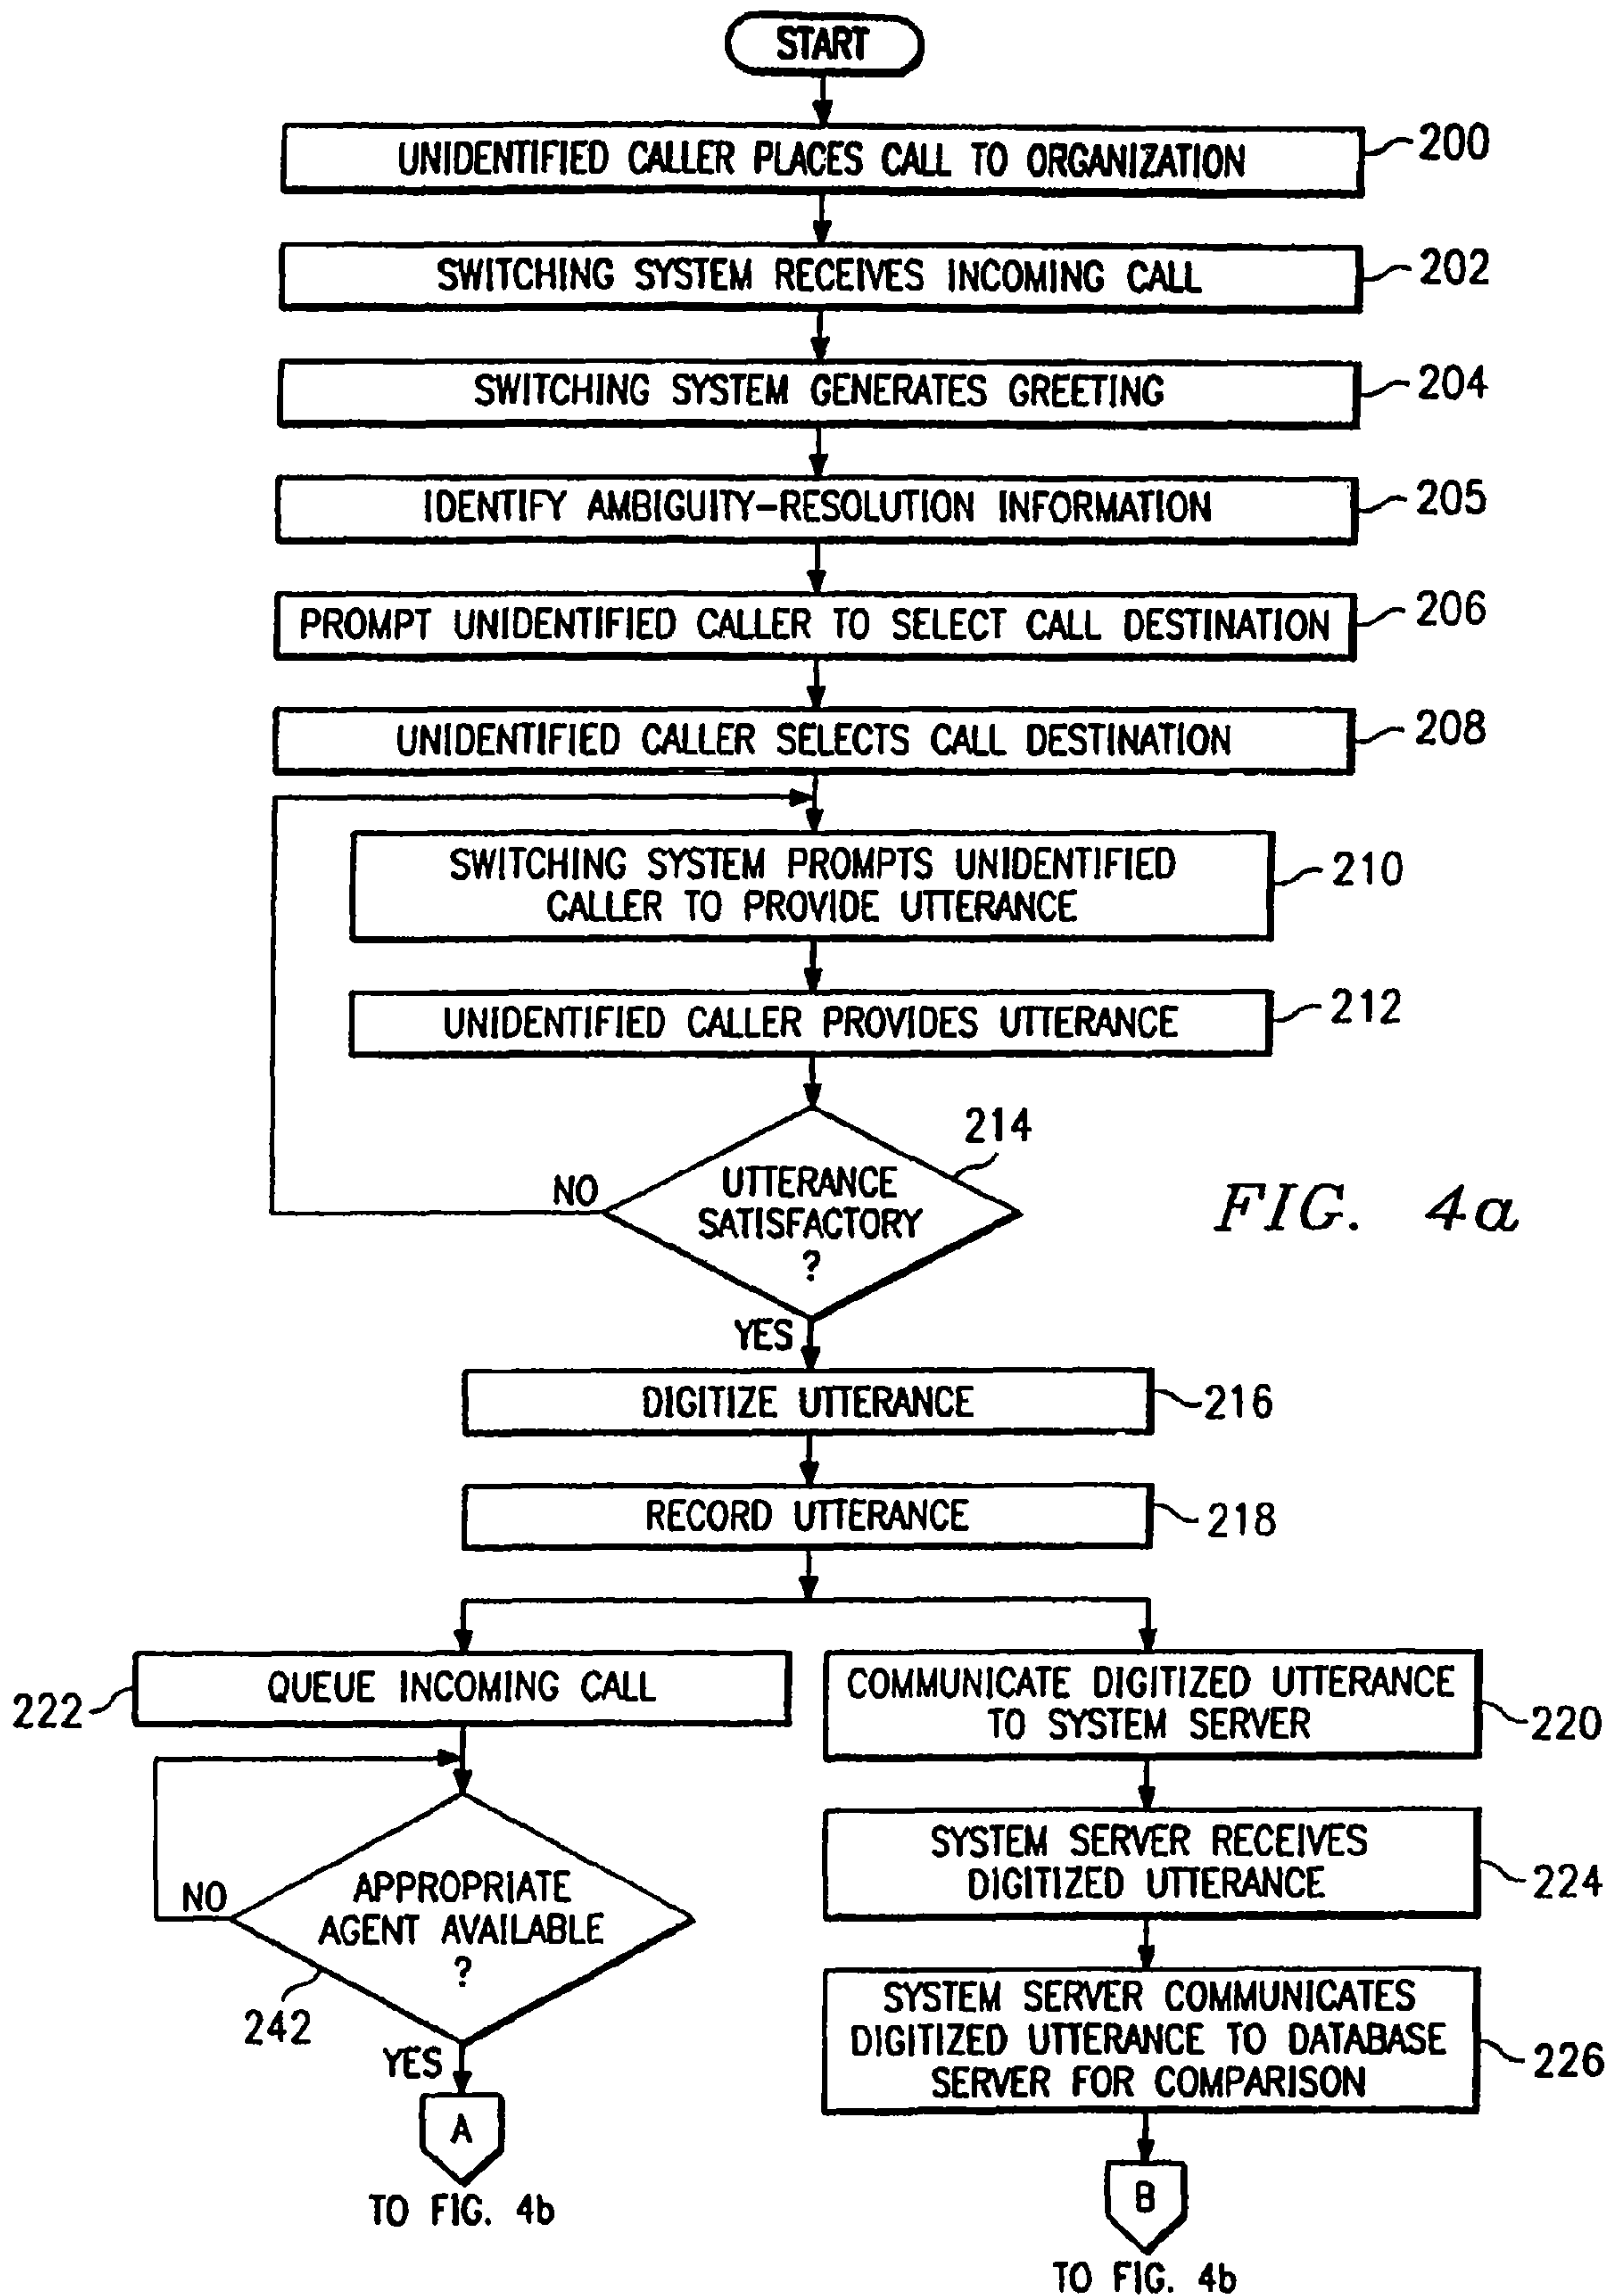 START
UNIDENTIFIED CALLER PLACES CALL TO ORGANIZATION
200
SWITCHING SYSTEM RECEIVES INCOMING CALL
202
SWITCHING SYSTEM GENERATES GREETING
204
IDENTIFY AMBIGUITY-RESOLUTION INFORMATION
205
PROMPT UNIDENTIFIED CALLER TO SELECT CALL DESTINATION
206
UNIDENTIFIED CALLER SELECTS CALL DESTINATION
208
SWITCHING SYSTEM PROMPTS UNIDENTIFIED
CALLER TO PROVIDE UTTERANCE
210
UNIDENTIFIED CALLER PROVIDES UTTERANCE
212
214
NO
UTTERANCE
SATISFACTORY
?
FIG. 4a
YES
DIGITIZE UTTERANCE
216
RECORD UTTERANCE
218
QUEUE INCOMING CALL
222
COMMUNICATE DIGITIZED UTTERANCE
TO SYSTEM SERVER
220
NO
APPROPRIATE
AGENT AVAILABLE
?
242
YES
A
TO FIG. 4b
SYSTEM SERVER RECEIVES
DIGITIZED UTTERANCE
224
SYSTEM SERVER COMMUNICATES
DIGITIZED UTTERANCE TO DATABASE
SERVER FOR COMPARISON
226
B
TO FIG. 4b